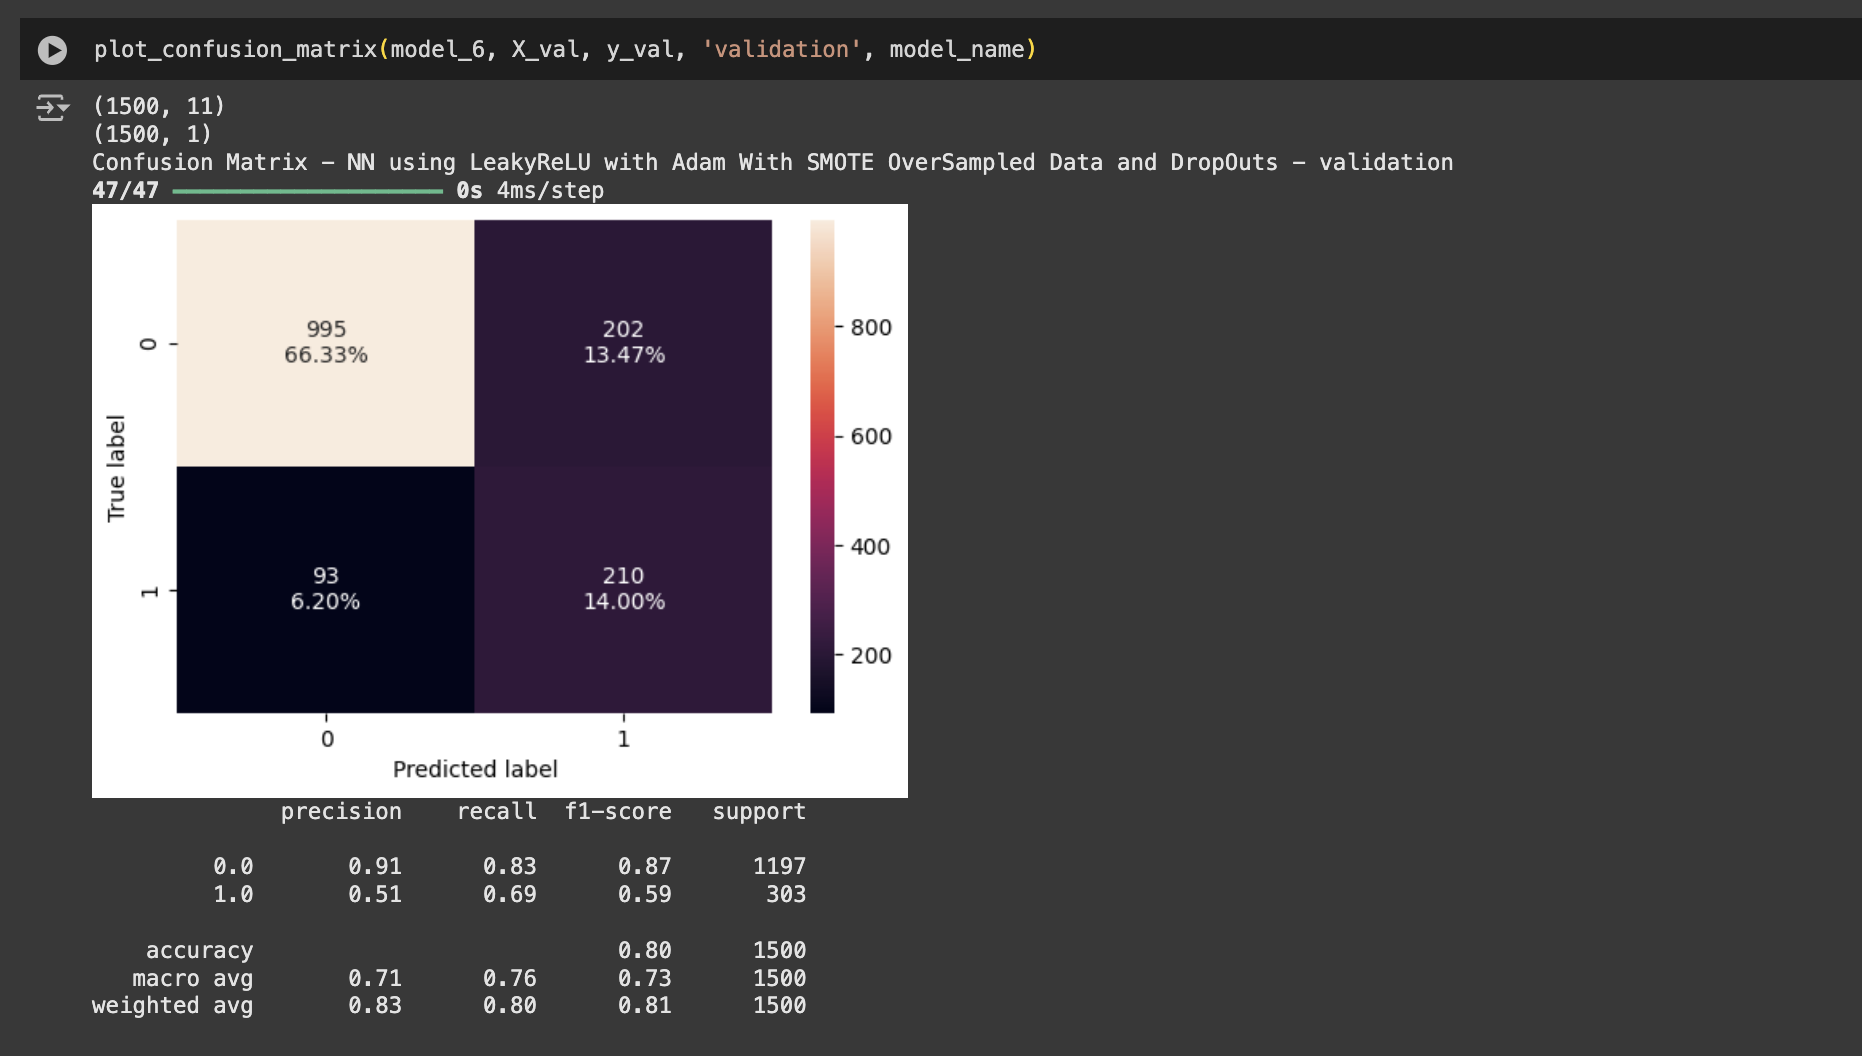 plot_confusion_matrix(model_6, X_val, y_val, 'validation', model_name)
(1500, 11)
(1500, 1)
Confusion Matrix - NN using LeakyReLU with Adam With SMOTE OverSampled Data and DropOuts - validation
47/47 ━━━━━━━━━━━━━━━━━━━━ 0s 4ms/step
995 202
66.33% 13.47%
93 210
6.20% 14.00%
0
1
True label
0 1
Predicted label
800
600
400
200
precision recall f1-score support
0.0 0.91 0.83 0.87 1197
1.0 0.51 0.69 0.59 303
accuracy 0.80 1500
macro avg 0.71 0.76 0.73 1500
weighted avg 0.83 0.80 0.81 1500